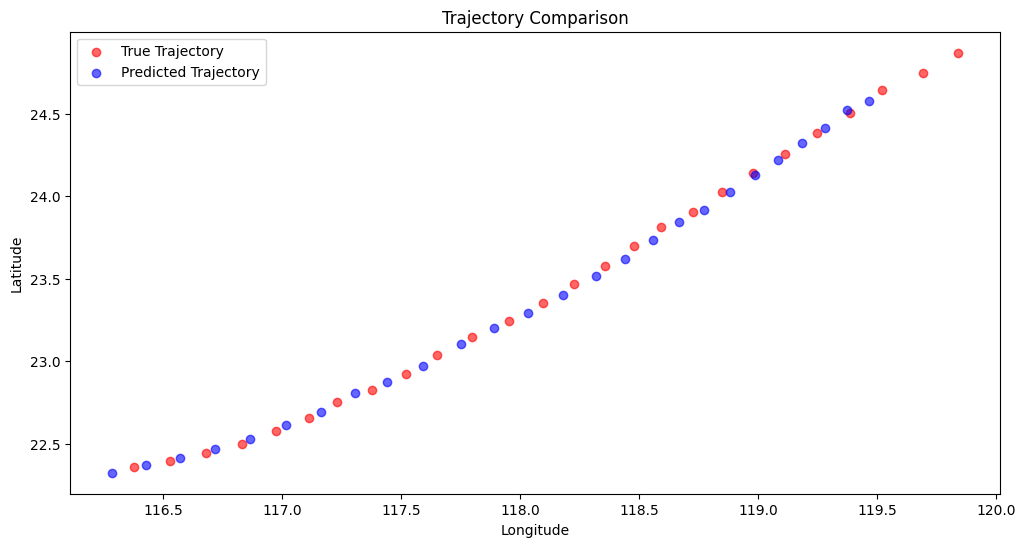 Trajectory Comparison
True Trajectory
Predicted Trajectory
24.5
24.0
23.5
23.0
22.5
Latitude
116.5 117.0 117.5 118.0 118.5 119.0 119.5 120.0
Longitude